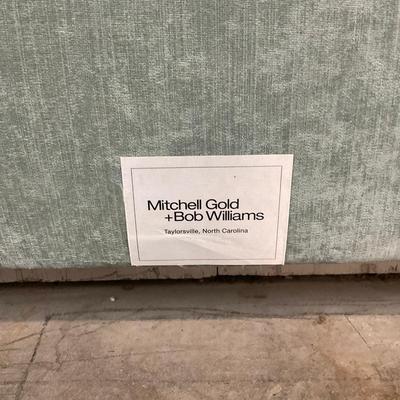 Mitchell Gold
+Bob Williams
Taylorsville, North Carolina